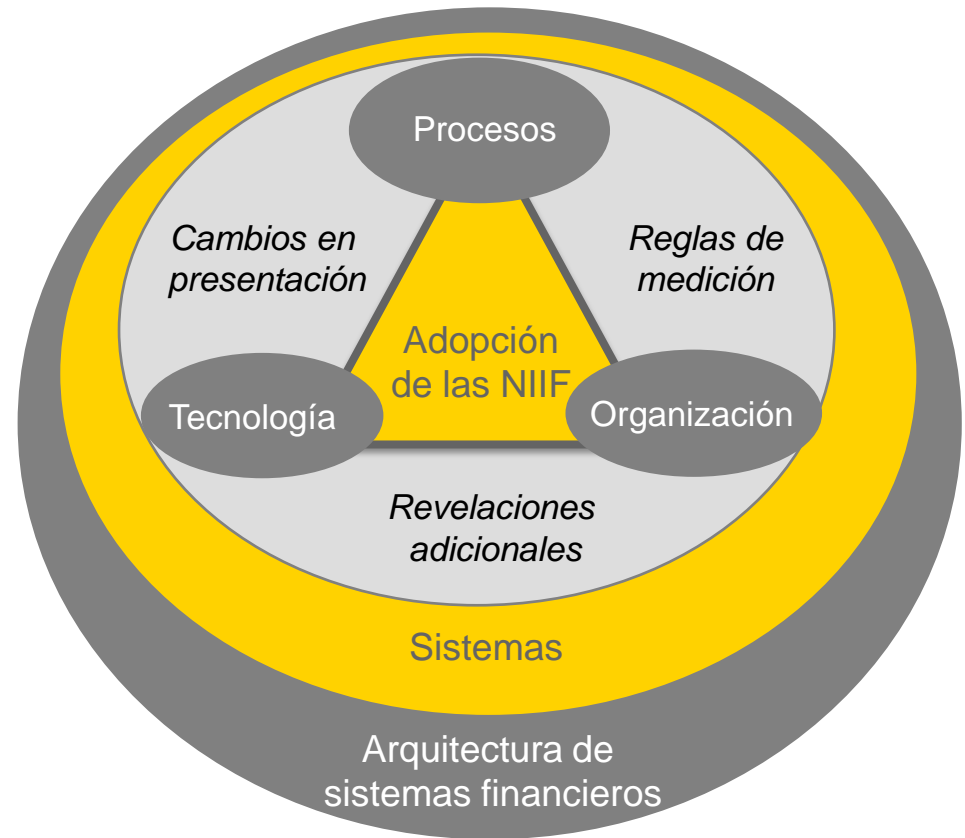 Procesos
Cambios en
presentación
Reglas de
medición
Adopción
de las NIIF
Tecnología
Organización
Revelaciones
adicionales
Sistemas
Arquitectura de
sistemas financieros